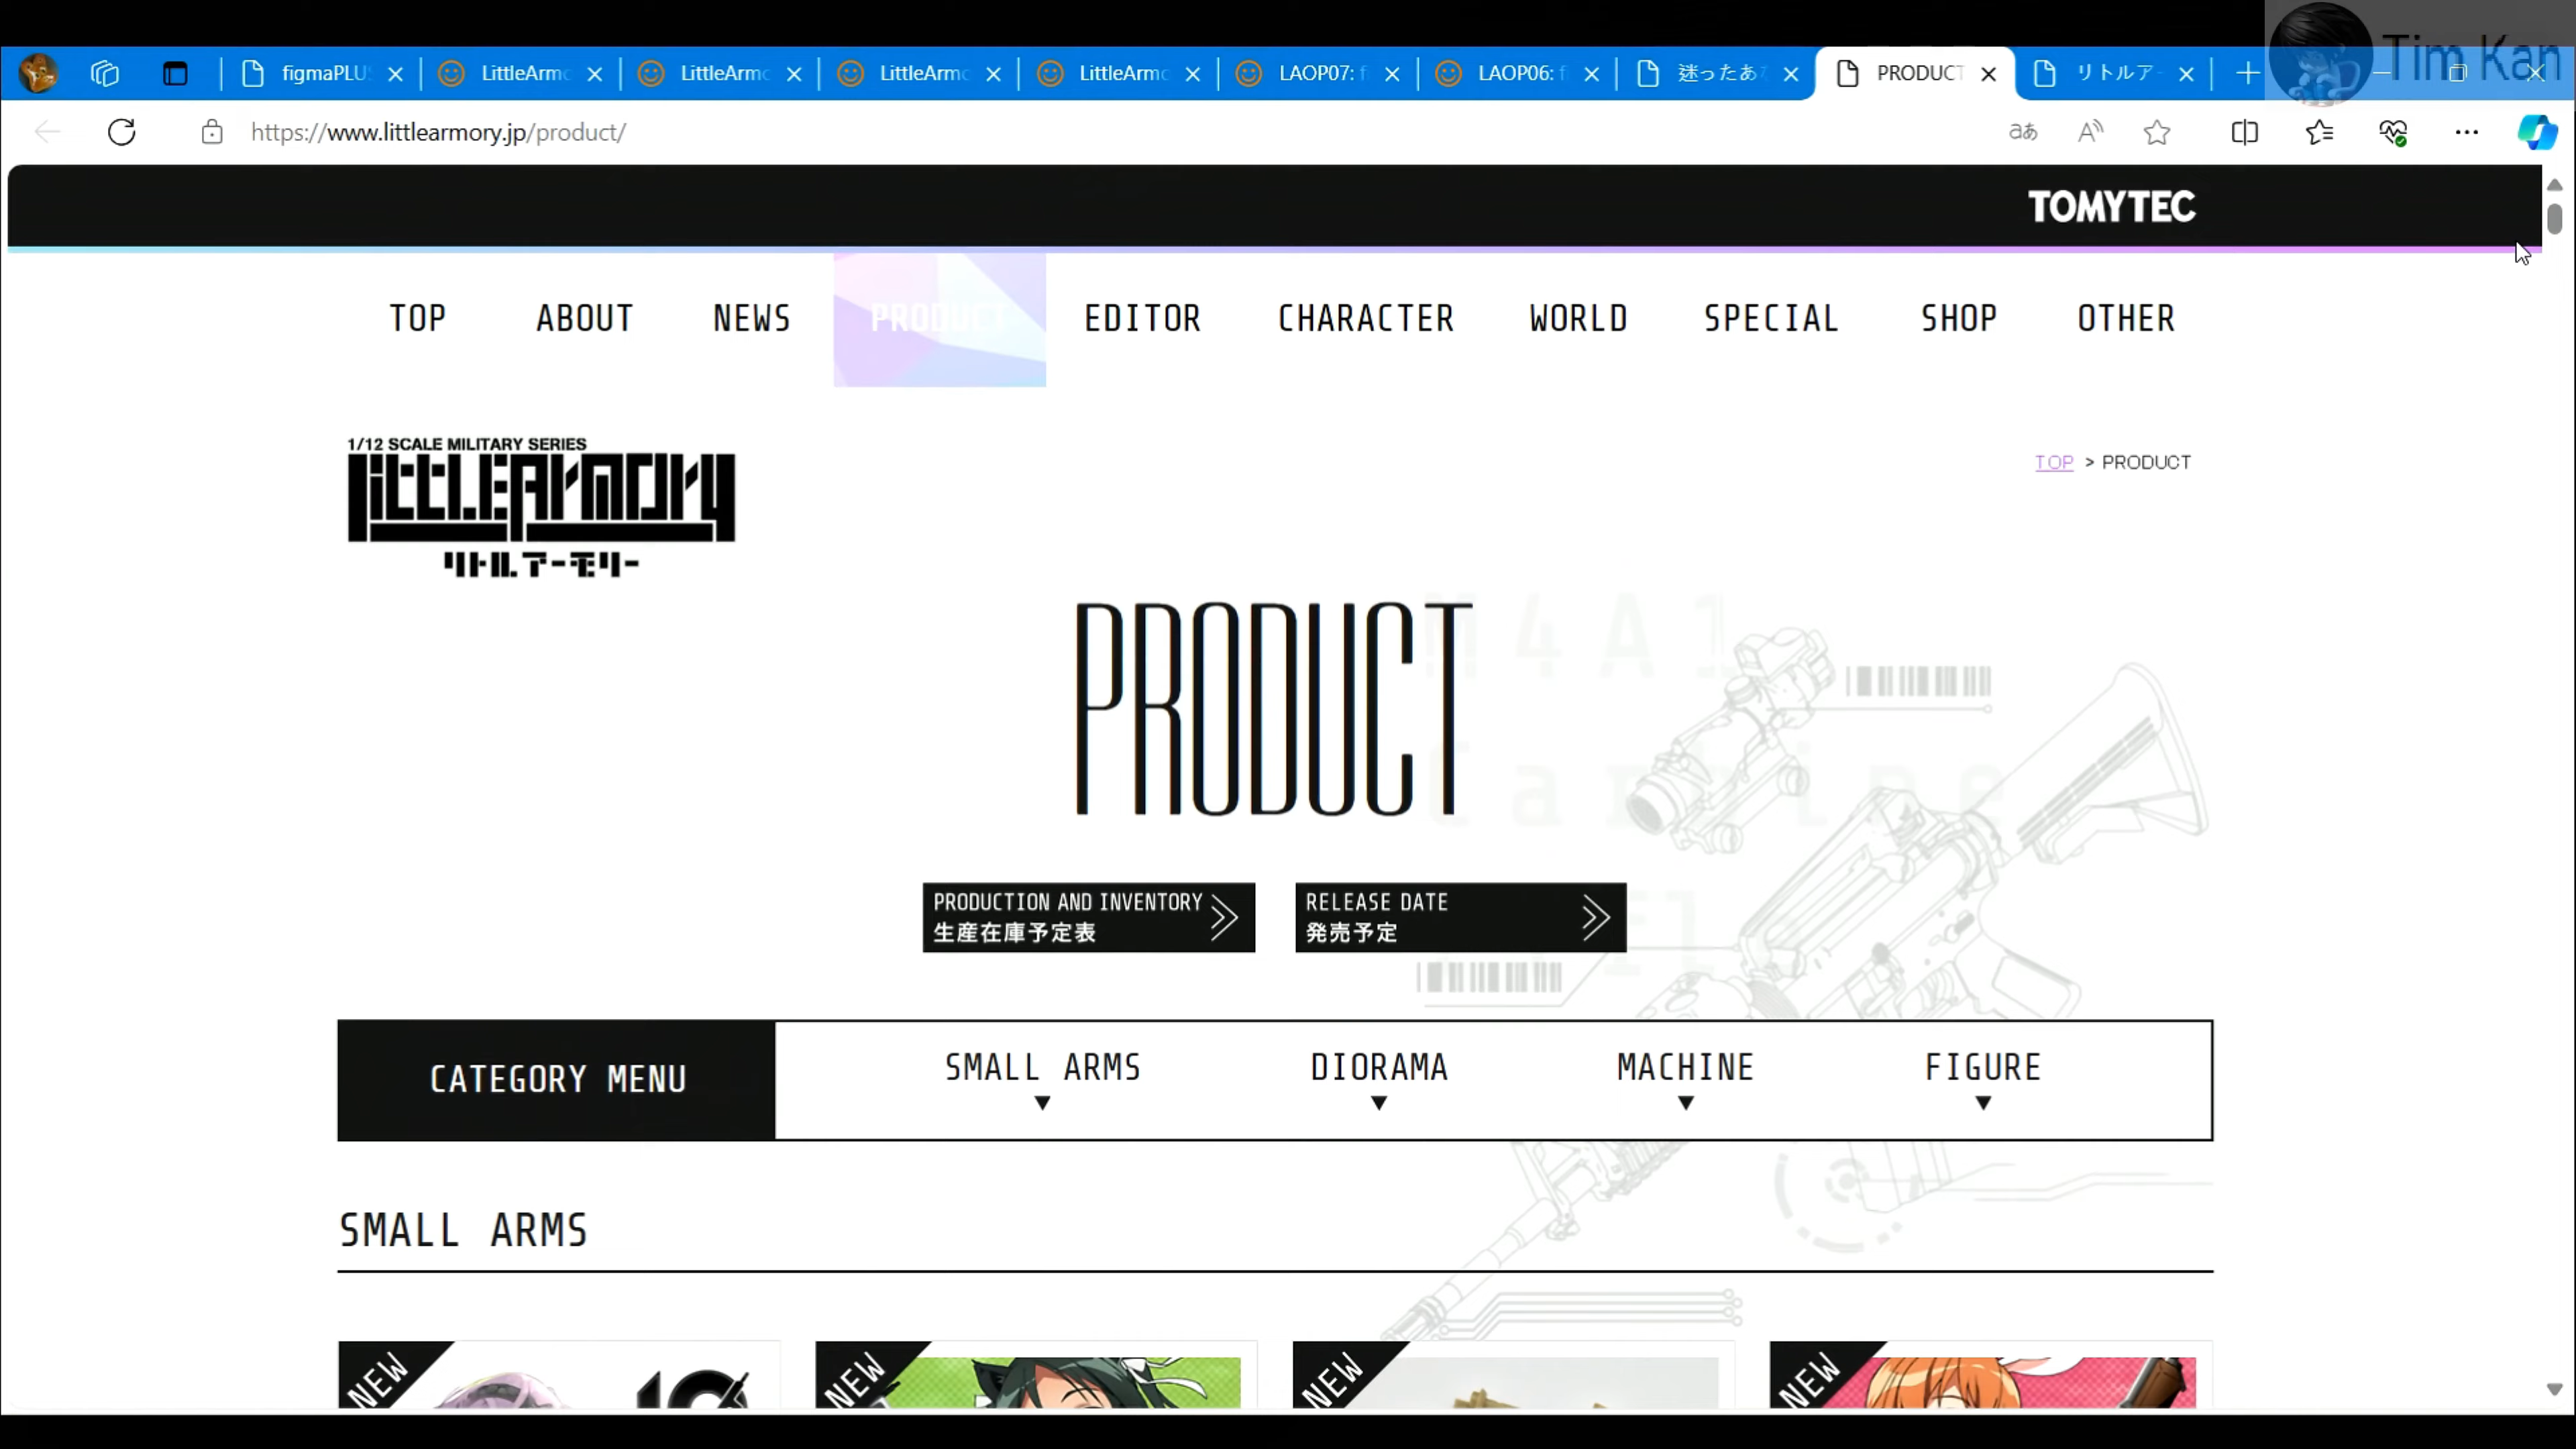 Tim Kan
figmaPLUS
LittleArmo
LittleArmo
LittleArmo
LittleArmo
LAOP07: f
LAOP06: f
迷ったあな
PRODUCT
リトルアー
https://www.littlearmory.jp/product/
TOMYTEC
TOP
ABOUT
NEWS
PRODUCT
EDITOR
CHARACTER
WORLD
SPECIAL
SHOP
OTHER
1/12 SCALE MILITARY SERIES
LittleArmory
リトルアーモリー
TOP > PRODUCT
M4A1
Carbine
PRODUCT
PRODUCTION AND INVENTORY
生産在庫予定表
RELEASE DATE
発売予定
CATEGORY MENU
SMALL ARMS
DIORAMA
MACHINE
FIGURE
SMALL ARMS
NEW
NEW
NEW
NEW